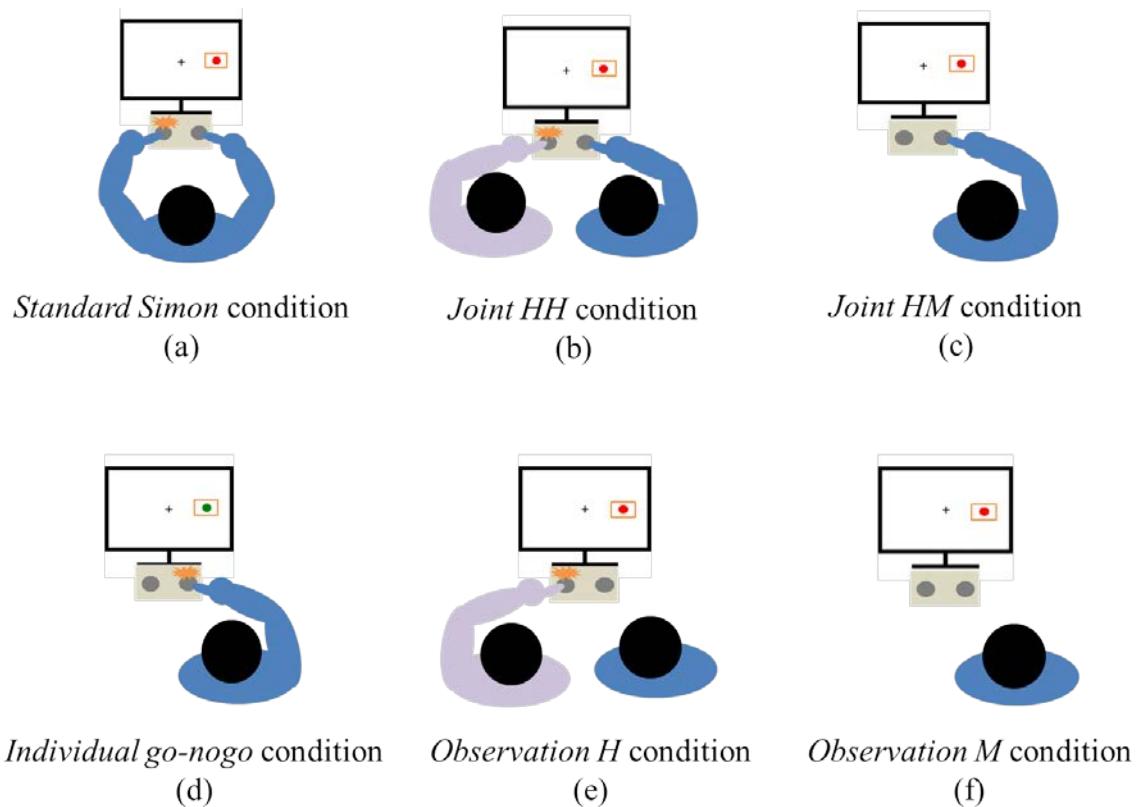 Standard Simon condition
(a)
Joint HH condition
(b)
Joint HM condition
(c)
Individual go-nogo condition
(d)
Observation H condition
(e)
Observation M condition
(f)